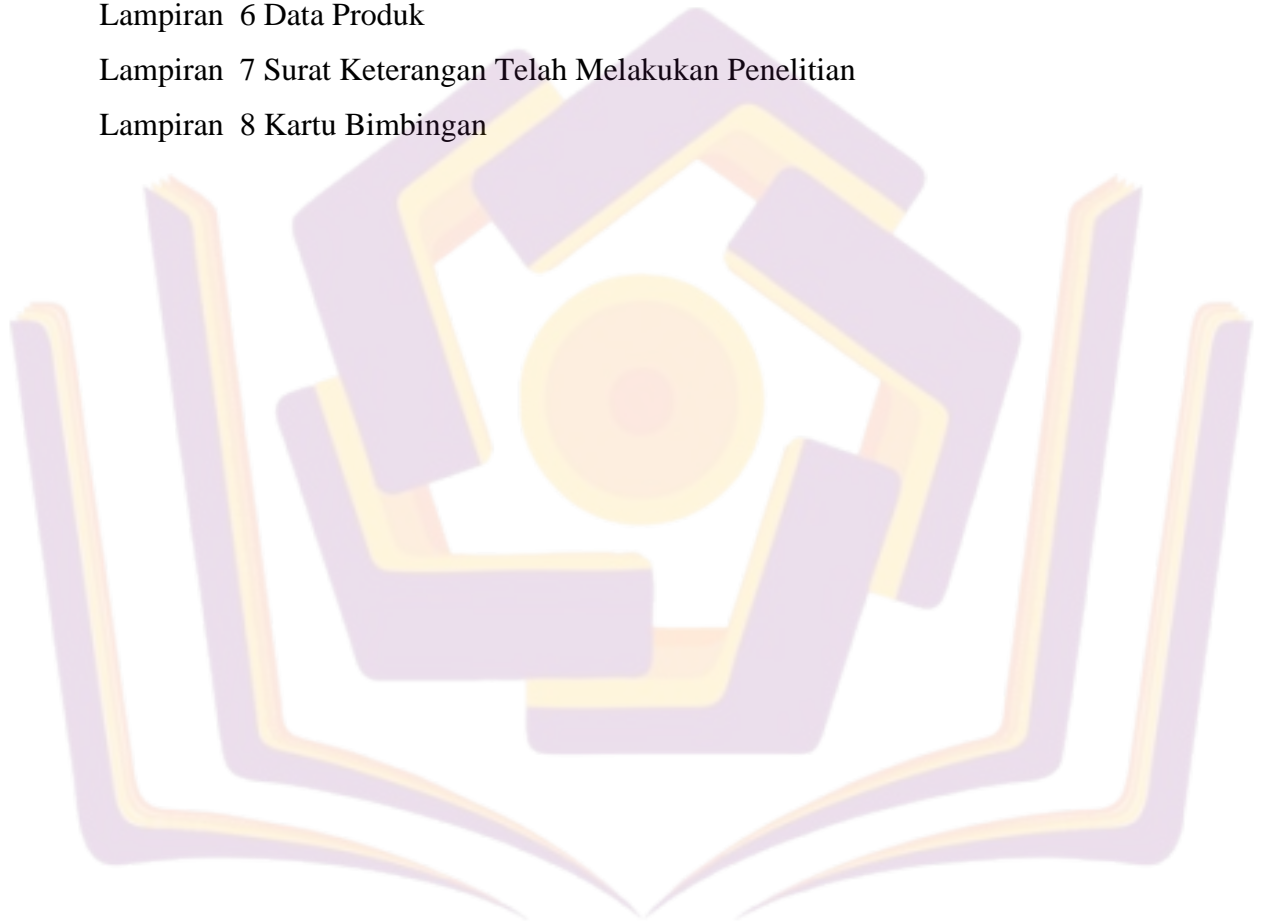 Lampiran 6 Data Produk
Lampiran 7 Surat Keterangan Telah Melakukan Penelitian
Lampiran 8 Kartu Bimbingan